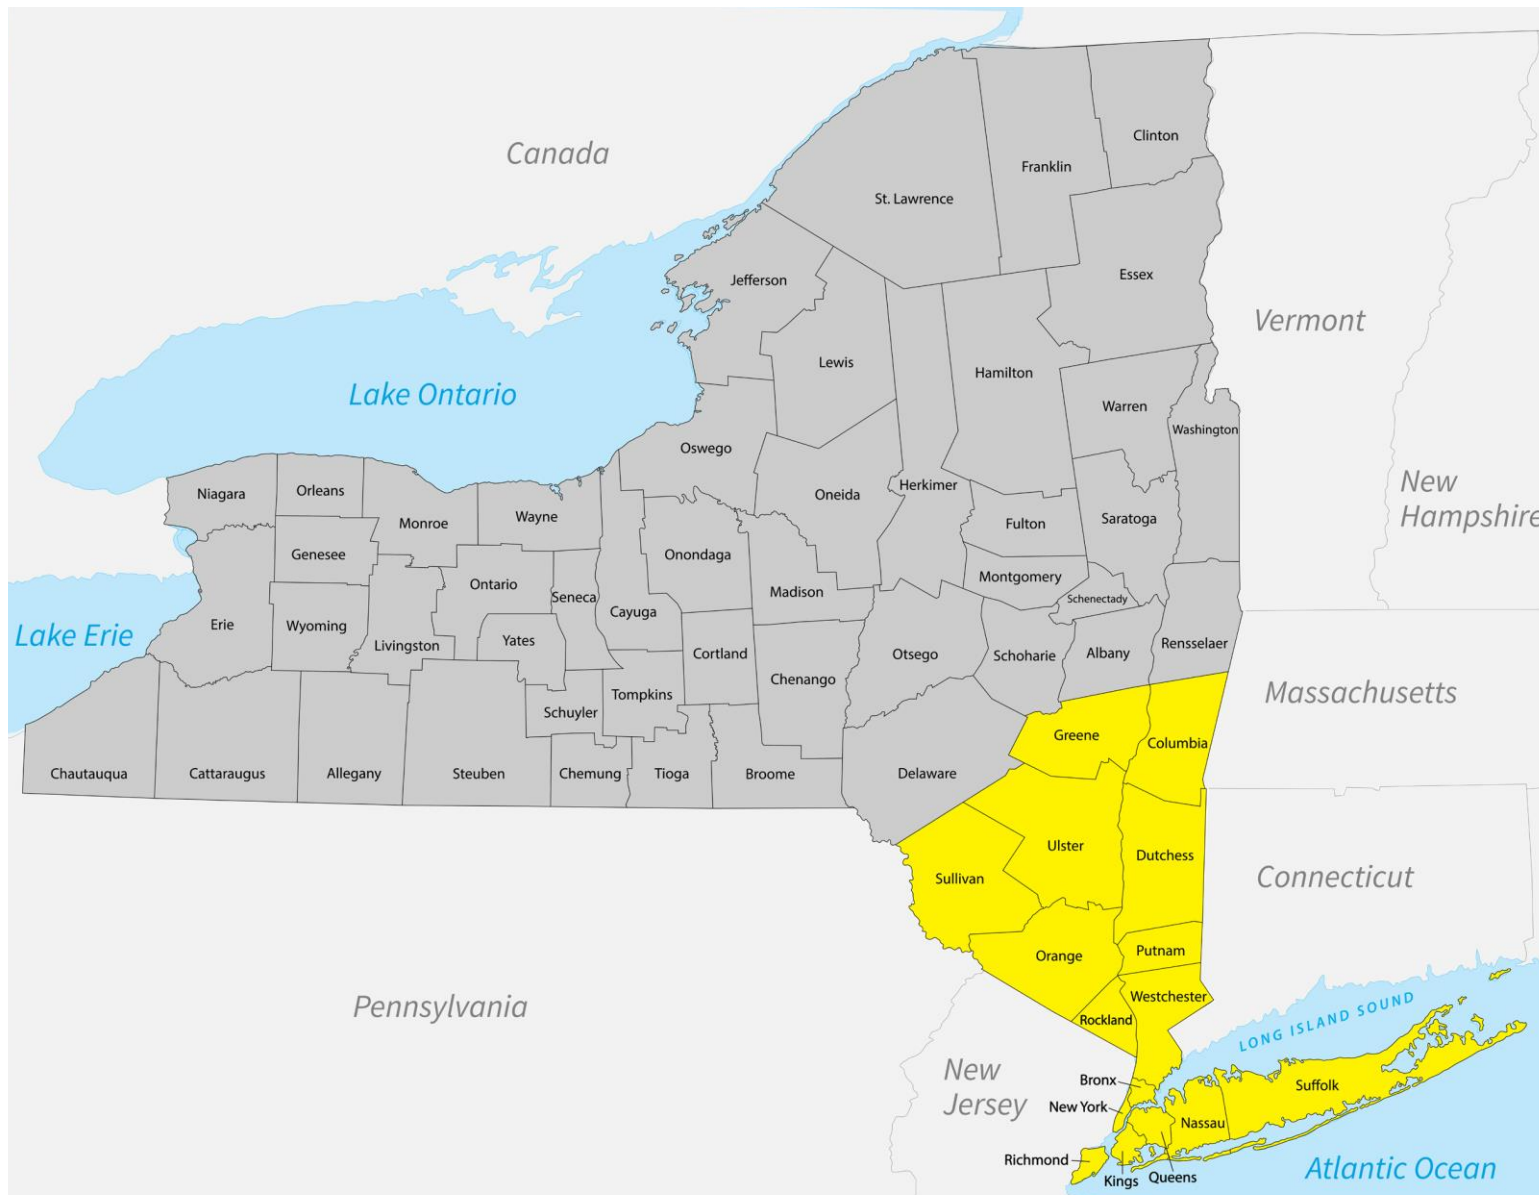 Canada
Clinton
Franklin
St. Lawrence
Essex
Jefferson
Vermont
Lewis
Hamilton
Lake Ontario
Warren
Washington
Oswego
New
Hampshire
Herkimer
Niagara
Orleans
Oneida
Monroe
Wayne
Fulton
Saratoga
Genesee
Onondaga
Montgomery
Ontario
Seneca
Madison
Schenectady
Cayuga
Lake Erie
Erie
Wyoming
Livingston
Yates
Cortland
Otsego
Schoharie
Albany
Rensselaer
Chenango
Tompkins
Massachusetts
Schuyler
Greene
Columbia
Chautauqua
Cattaraugus
Allegany
Steuben
Chemung
Tioga
Broome
Delaware
Ulster
Dutchess
Sullivan
Connecticut
Orange
Putnam
Pennsylvania
Westchester
Rockland
LONG ISLAND SOUND
New
Jersey
Bronx
Suffolk
New York
Nassau
Richmond
Kings
Queens
Atlantic Ocean